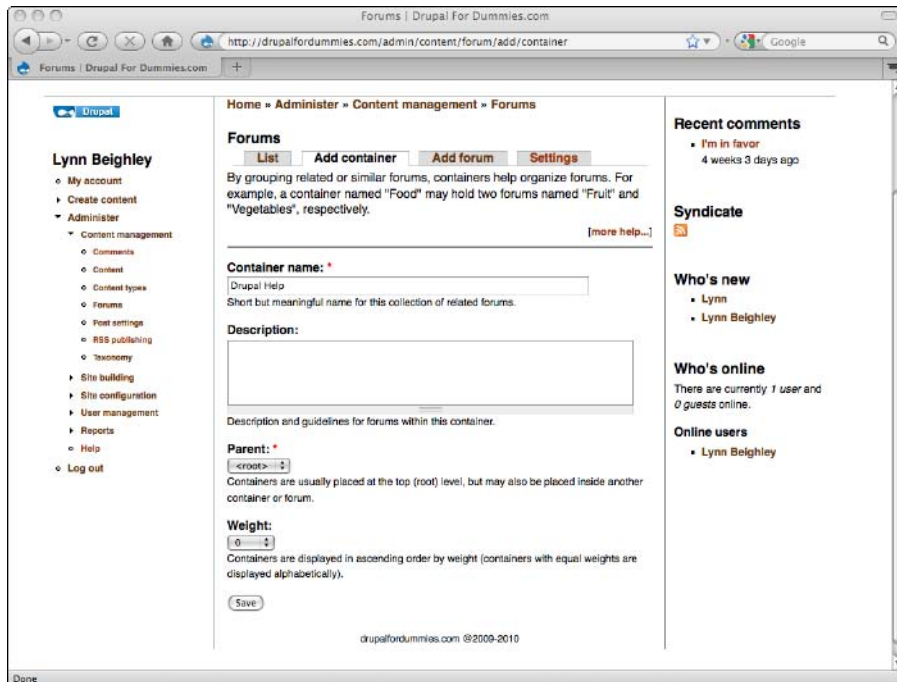 Forums | Drupal For Dummies.com
http://drupalfordummies.com/admin/content/forum/add/container
Google
Forums | Drupal For Dummies.com
+
Drupal
Lynn Beighley
My account
Create content
Administer
Content management
Comments
Content
Content types
Forums
Post settings
RSS publishing
Taxonomy
Site building
Site configuration
User management
Reports
Help
Log out
Home » Administer » Content management » Forums
Forums
List Add container Add forum Settings
By grouping related or similar forums, containers help organize forums. For
example, a container named "Food" may hold two forums named "Fruit" and
"Vegetables", respectively.
[more help...]
Container name: *
Drupal Help
Short but meaningful name for this collection of related forums.
Description:
Description and guidelines for forums within this container.
Parent: *
<root>
Containers are usually placed at the top (root) level, but may also be placed inside another
container or forum.
Weight:
0
Containers are displayed in ascending order by weight (containers with equal weights are
displayed alphabetically).
Save
drupalfordummies.com @2009-2010
Recent comments
I'm in favor
4 weeks 3 days ago
Syndicate
Who's new
Lynn
Lynn Beighley
Who's online
There are currently 1 user and
0 guests online.
Online users
Lynn Beighley
Done